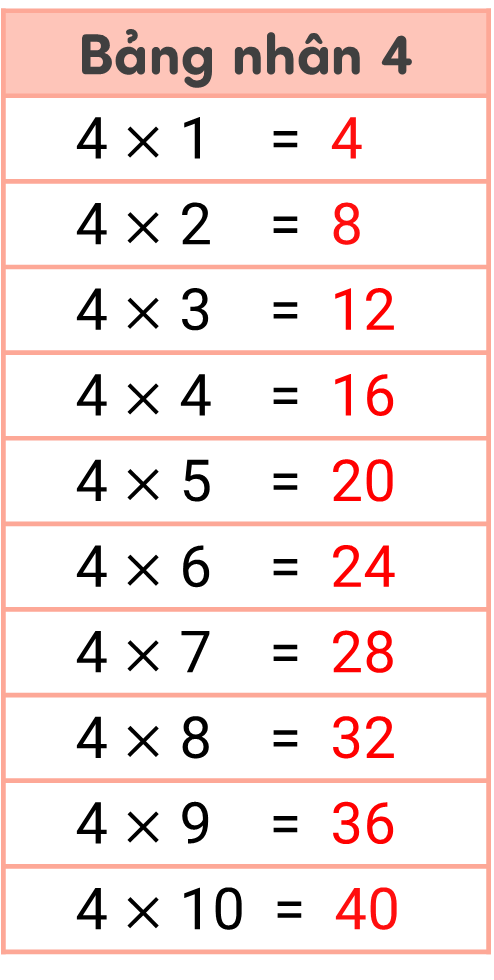 Bảng nhân 4
4 × 1 = 4
4 × 2 = 8
4 × 3 = 12
4 × 4 = 16
4 × 5 = 20
4 × 6 = 24
4 × 7 = 28
4 × 8 = 32
4 × 9 = 36
4 × 10 = 40